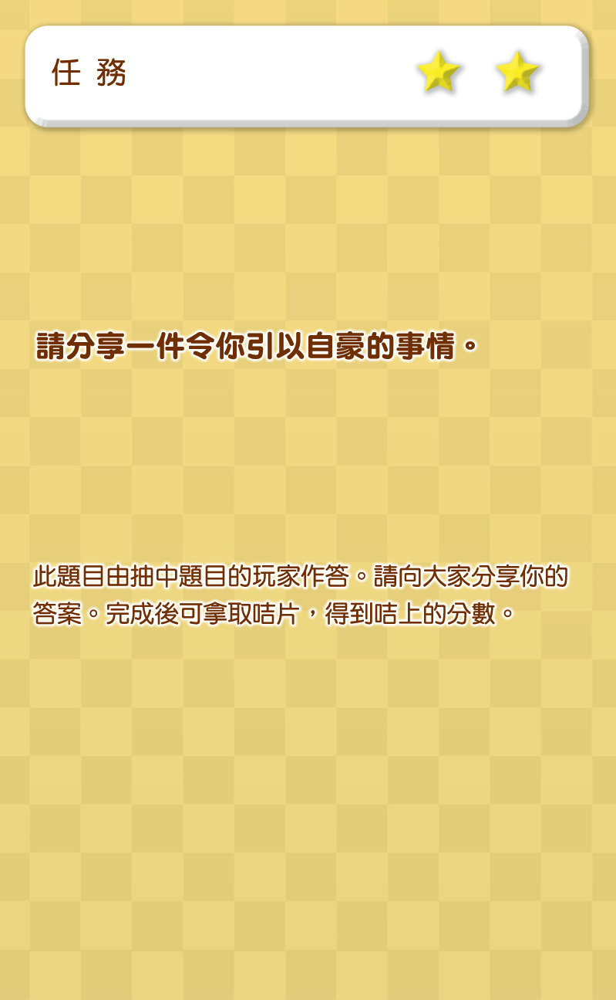 任 務
請分享一件令你引以自豪的事情。
此題目由抽中題目的玩家作答。請向大家分享你的
答案。完成後可拿取咭片，得到咭上的分數。